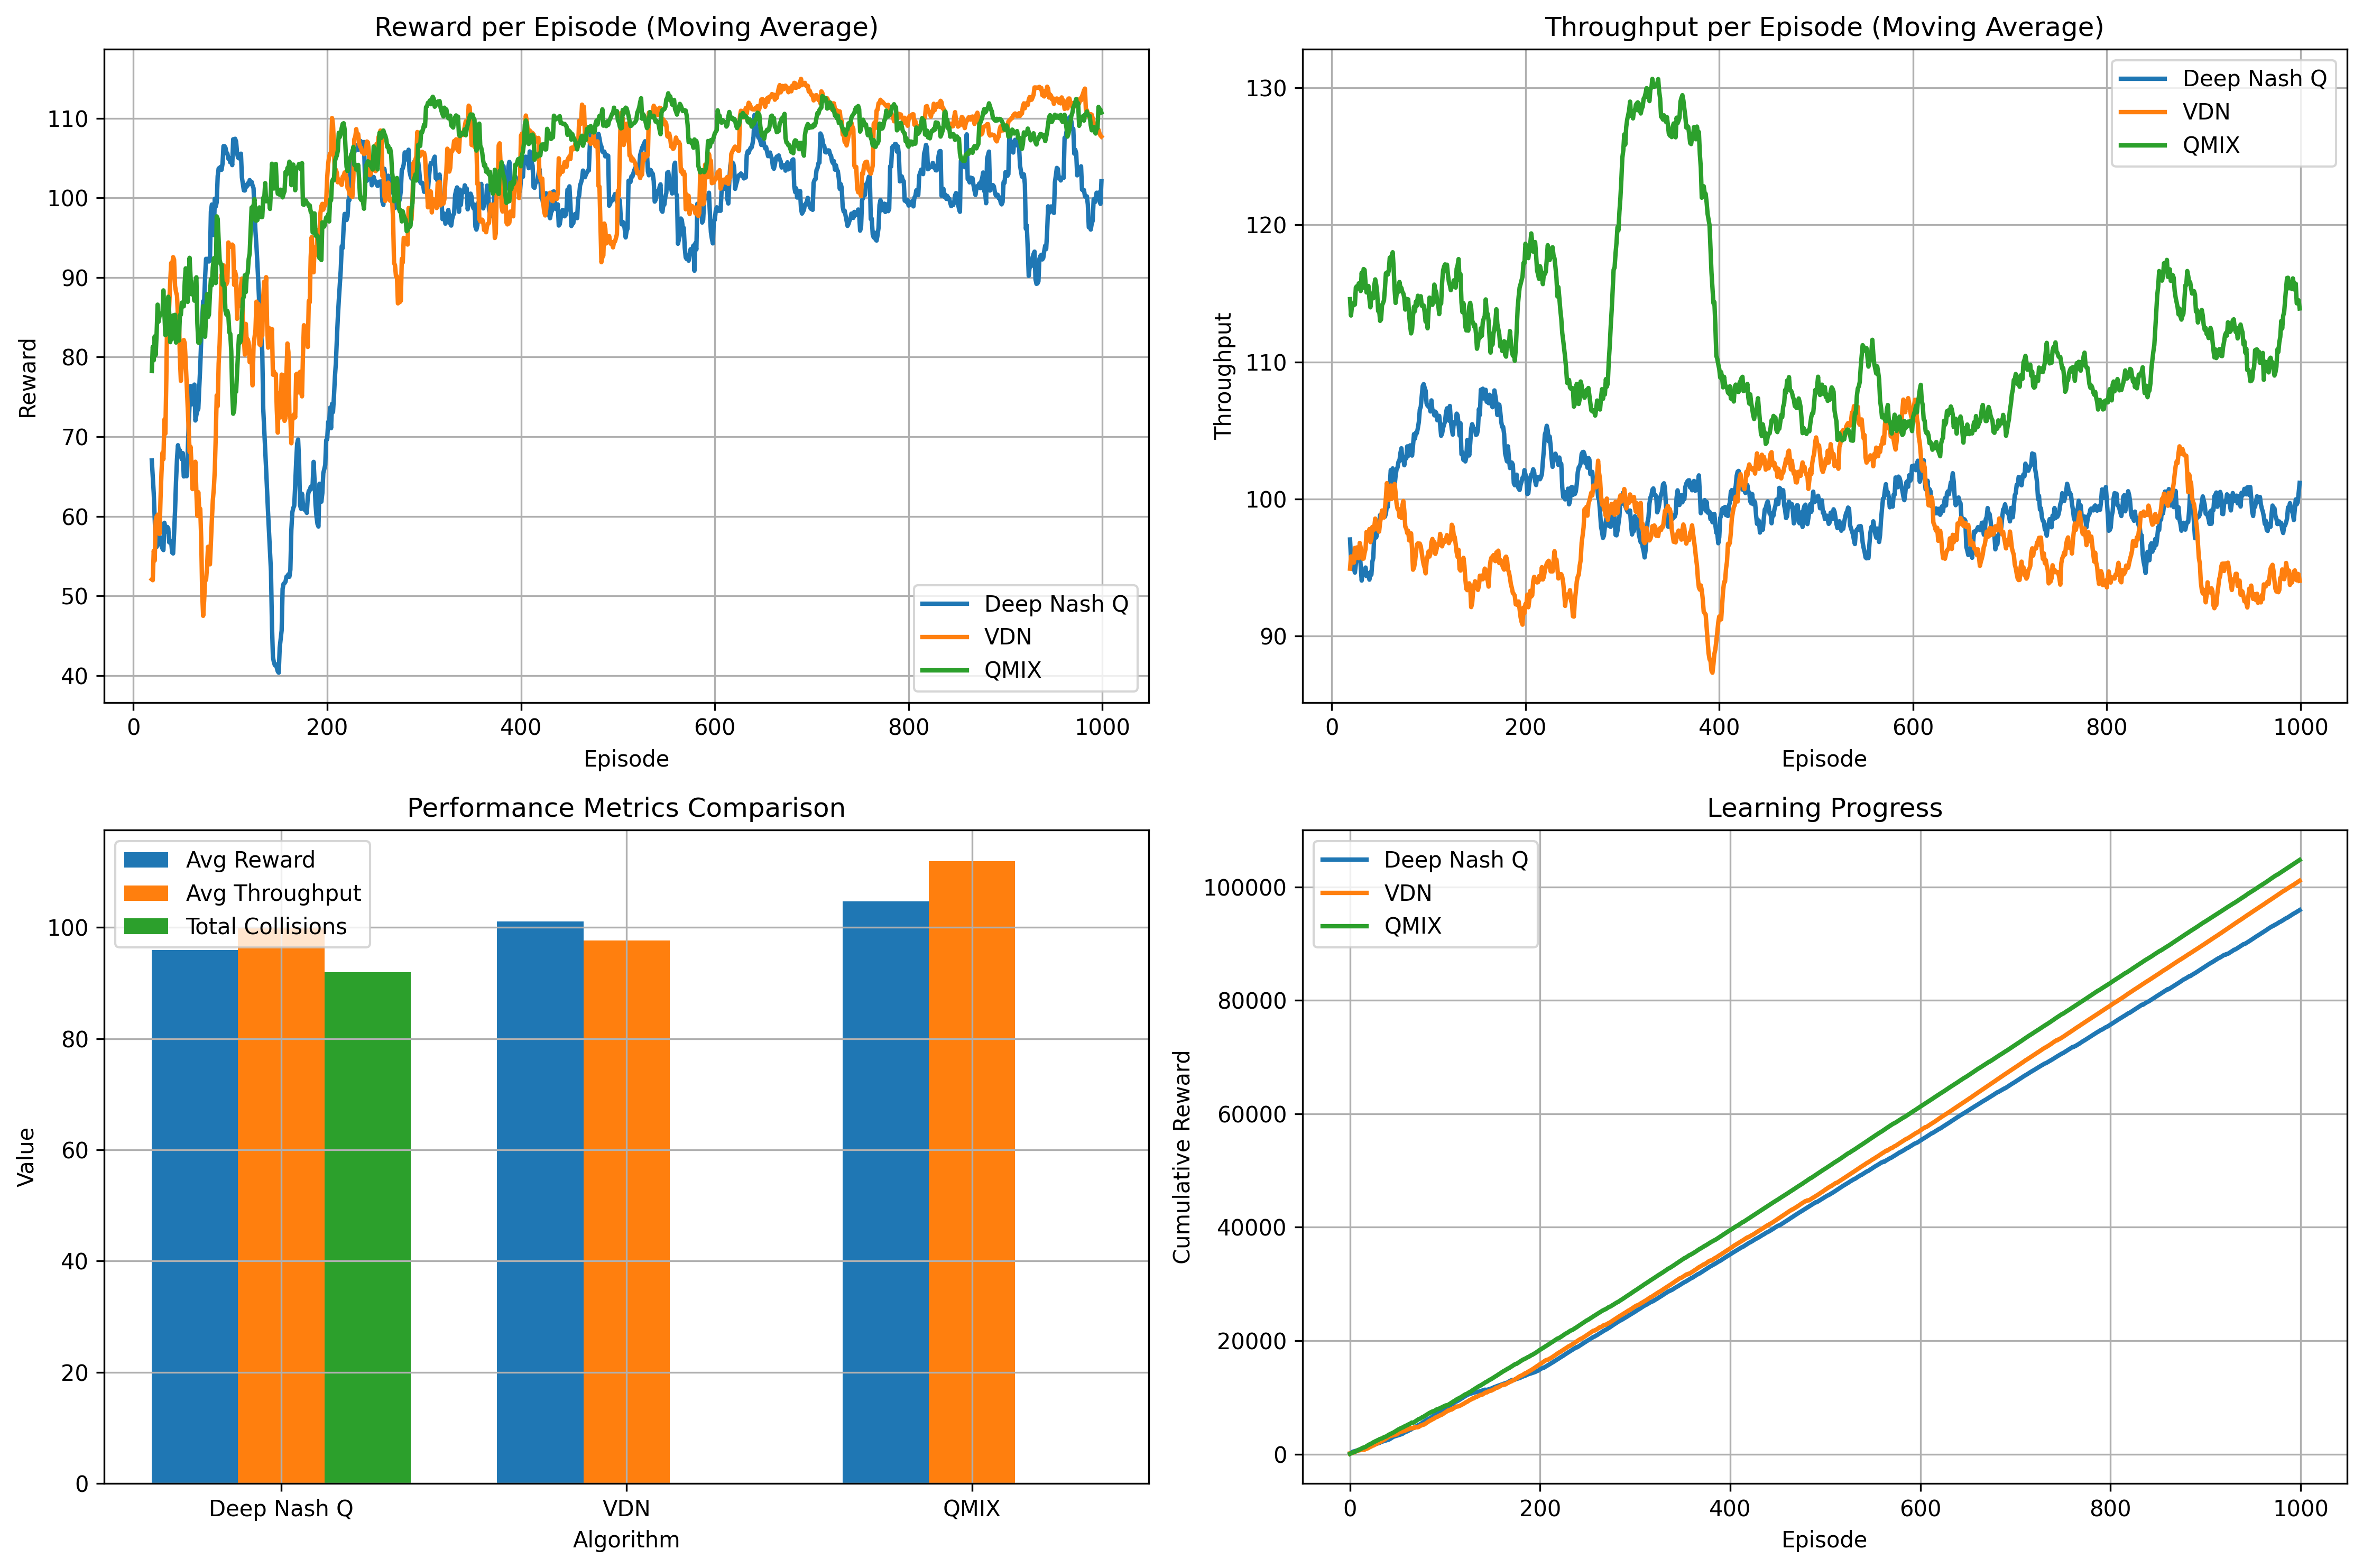 Reward per Episode (Moving Average)
Reward
110
100
90
80
70
60
50
40
0
200
400
600
800
1000
Episode
Deep Nash Q
VDN
QMIX
Throughput per Episode (Moving Average)
Throughput
130
120
110
100
90
0
200
400
600
800
1000
Episode
Deep Nash Q
VDN
QMIX
Performance Metrics Comparison
Value
100
80
60
40
20
0
Avg Reward
Avg Throughput
Total Collisions
Deep Nash Q
VDN
QMIX
Algorithm
Learning Progress
Cumulative Reward
100000
80000
60000
40000
20000
0
Deep Nash Q
VDN
QMIX
0
200
400
600
800
1000
Episode